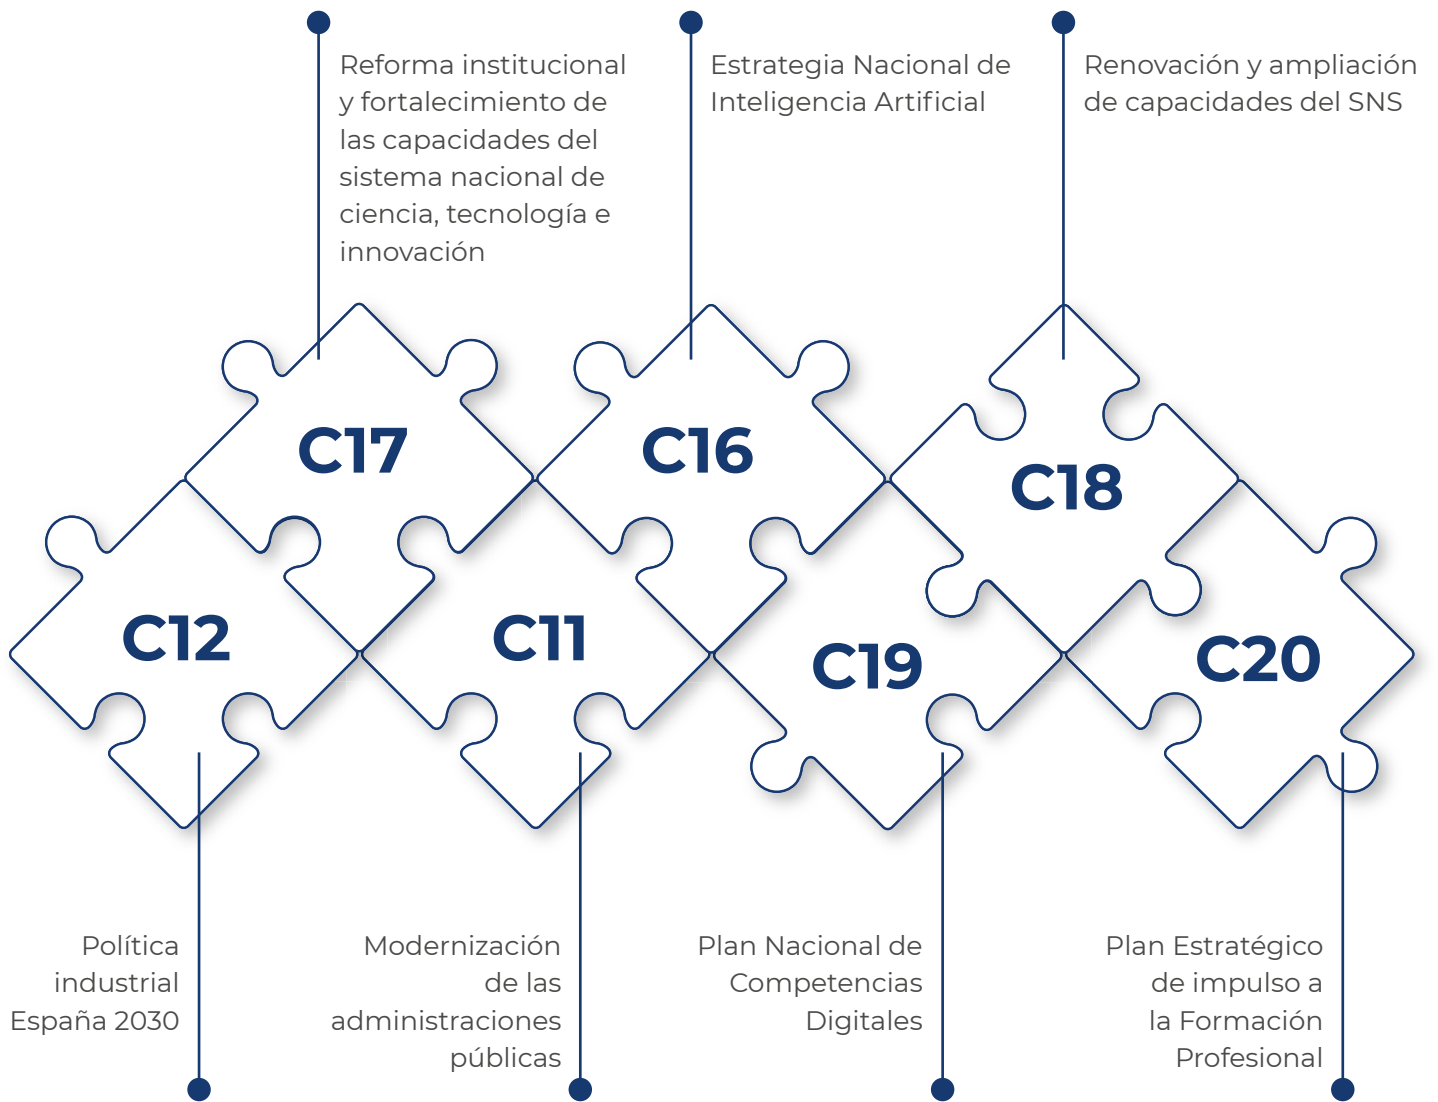 Reforma institucional
y fortalecimiento de
las capacidades del
sistema nacional de
ciencia, tecnología e
innovación
Estrategia Nacional de
Inteligencia Artificial
Renovación y ampliación
de capacidades del SNS
C17
C16
C18
C12
C11
C19
C20
Política
industrial
España 2030
Modernización
de las
administraciones
públicas
Plan Nacional de
Competencias
Digitales
Plan Estratégico
de impulso a
la Formación
Profesional